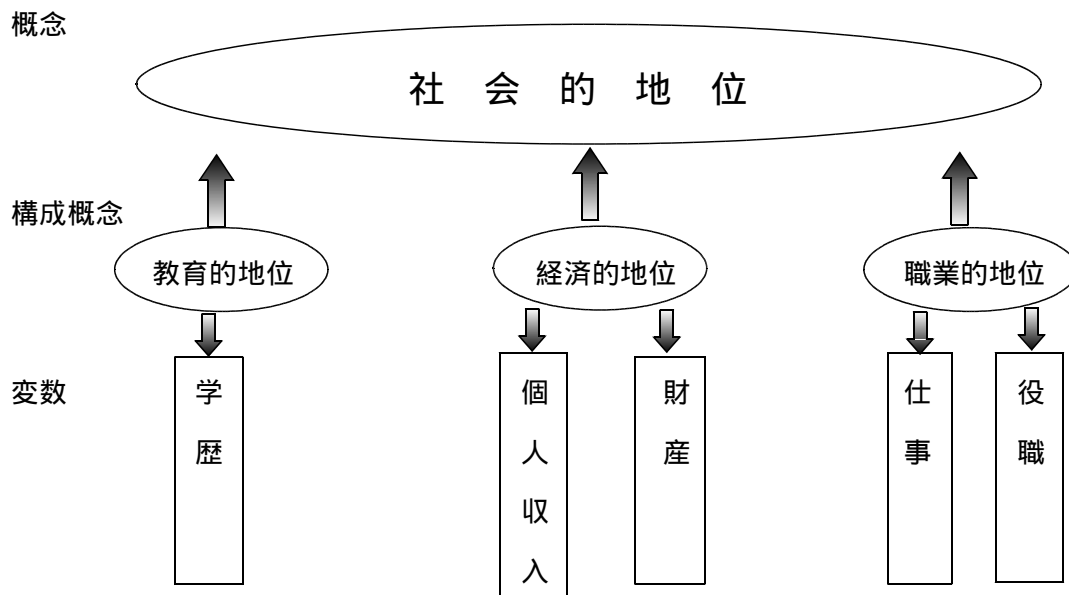 概念
社会的地位
構成概念
教育的地位
経済的地位
職業的地位
変数
学歴
個人収入
財産
仕事
役職